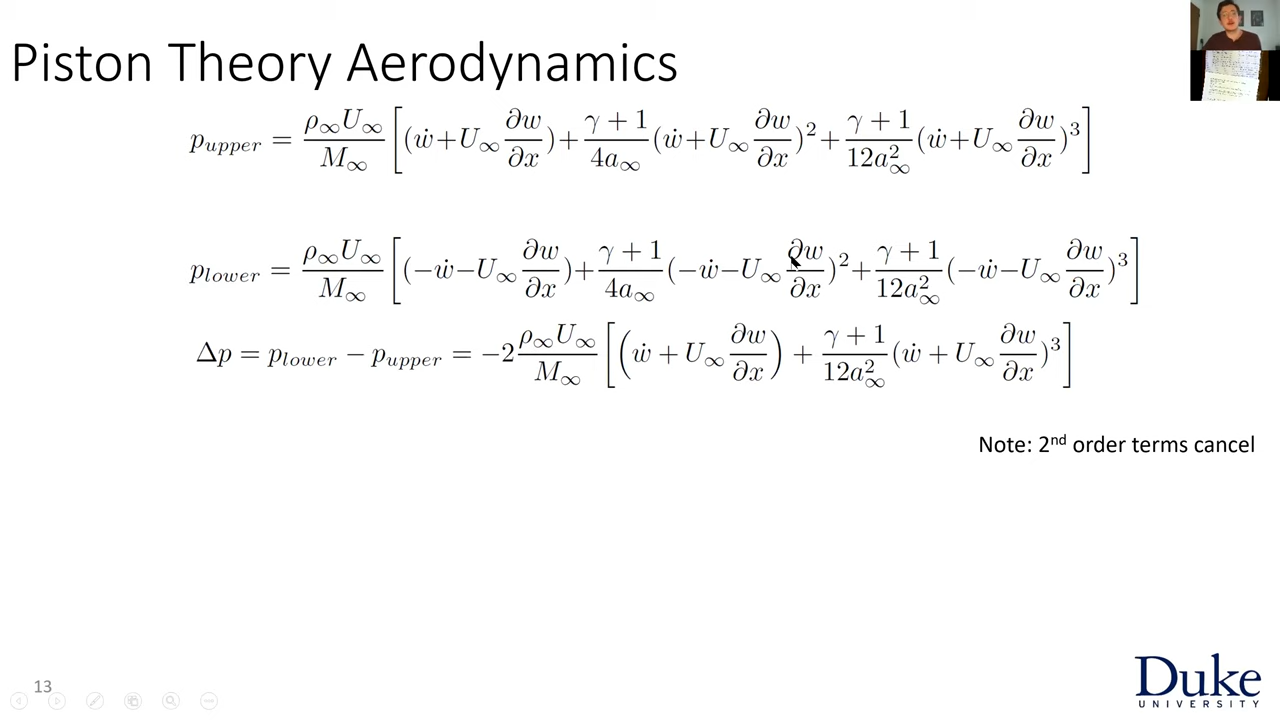 Piston Theory Aerodynamics
p_upper = ρ∞U∞/M∞ [(ẇ+U∞ ∂w/∂x)+ γ+1/4a∞ (ẇ+U∞ ∂w/∂x)²+ γ+1/12a∞² (ẇ+U∞ ∂w/∂x)³]
p_lower = ρ∞U∞/M∞ [(−ẇ−U∞ ∂w/∂x)+ γ+1/4a∞ (−ẇ−U∞ ∂w/∂x)²+ γ+1/12a∞² (−ẇ−U∞ ∂w/∂x)³]
Δp = p_lower − p_upper = −2 ρ∞U∞/M∞ [(ẇ + U∞ ∂w/∂x) + γ+1/12a∞² (ẇ + U∞ ∂w/∂x)³]
Note: 2nd order terms cancel
13
Duke
UNIVERSITY